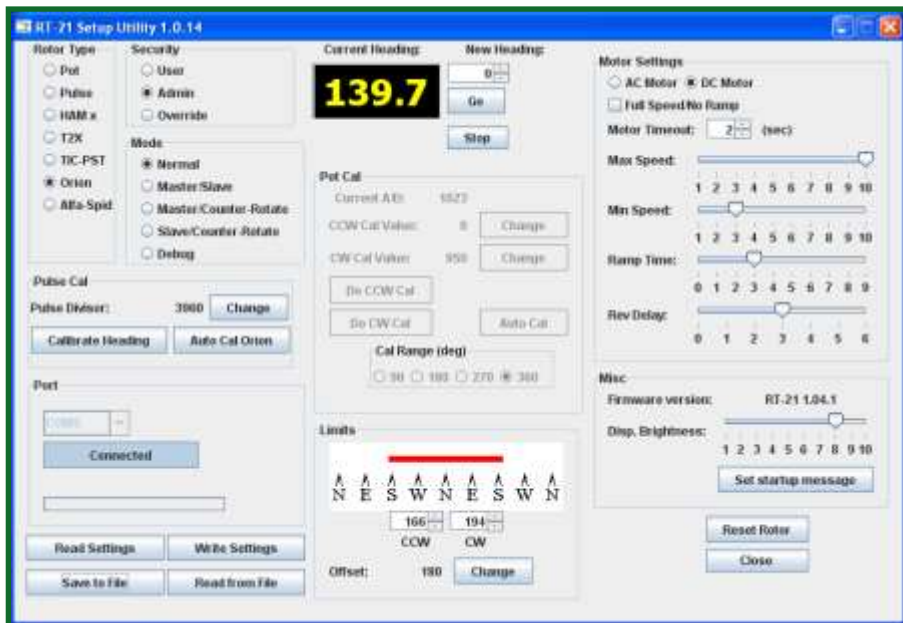 RT-21 Setup Utility 1.0.14
Rotor Type
Pot
Pulse
HAM x
T2X
TIC-PST
Orion
Alfa-Spid
Security
User
Admin
Override
Mode
Normal
Master/Slave
Master/Counter-Rotate
Slave/Counter-Rotate
Debug
Pulse Cal
Pulse Divisor: 3960 Change
Calibrate Heading Auto Cal Orion
Port
Connected
Read Settings Write Settings
Save to File Read from File
Current Heading: New Heading:
139.7
0
Go
Stop
Pot Cal
Current A/D: 1023
CCW Cal Value: 0 Change
CW Cal Value: 950 Change
Do CCW Cal
Do CW Cal Auto Cal
Cal Range (deg)
90 180 270 360
Limits
N E S W N E S W N
166 194
CCW CW
Offset: 180 Change
Motor Settings
AC Motor DC Motor
Full Speed/No Ramp
Motor Timeout: 2 (sec)
Max Speed:
1 2 3 4 5 6 7 8 9 10
Min Speed:
1 2 3 4 5 6 7 8 9 10
Ramp Time:
0 1 2 3 4 5 6 7 8 9
Rev Delay:
0 1 2 3 4 5 6
Misc
Firmware version: RT-21 1.04.1
Disp. Brightness:
1 2 3 4 5 6 7 8 9 10
Set startup message
Reset Rotor
Close